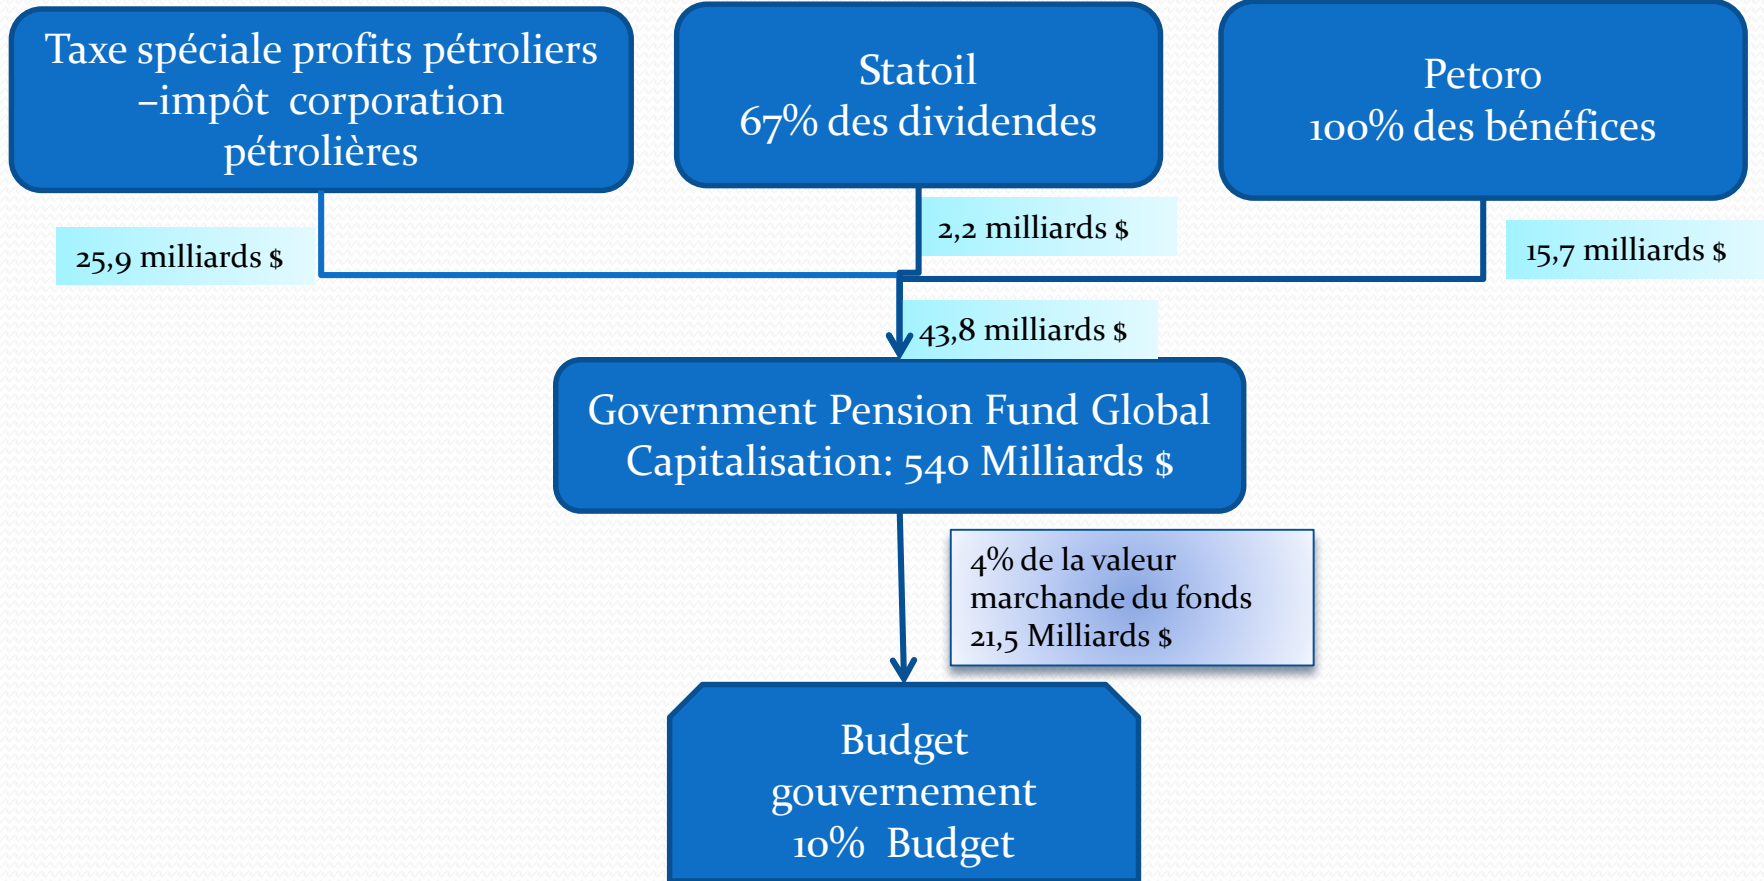 Taxe spéciale profits pétroliers
–impôt corporation
pétrolières
Statoil
67% des dividendes
Petoro
100% des bénéfices
25,9 milliards $
2,2 milliards $
15,7 milliards $
43,8 milliards $
Government Pension Fund Global
Capitalisation: 540 Milliards $
4% de la valeur
marchande du fonds
21,5 Milliards $
Budget
gouvernement
10% Budget